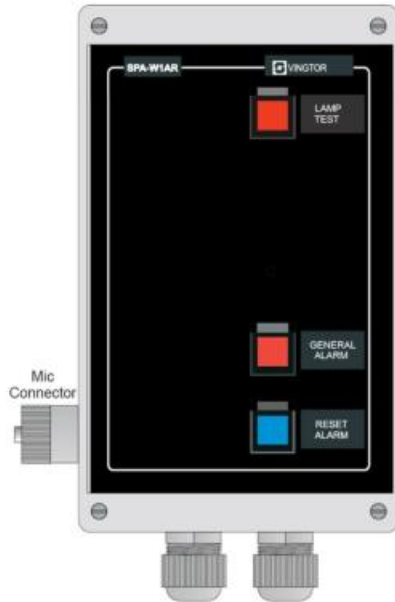 SPA-W1AR
VINGTOR
LAMP
TEST
GENERAL
ALARM
Mic
Connector
RESET
ALARM